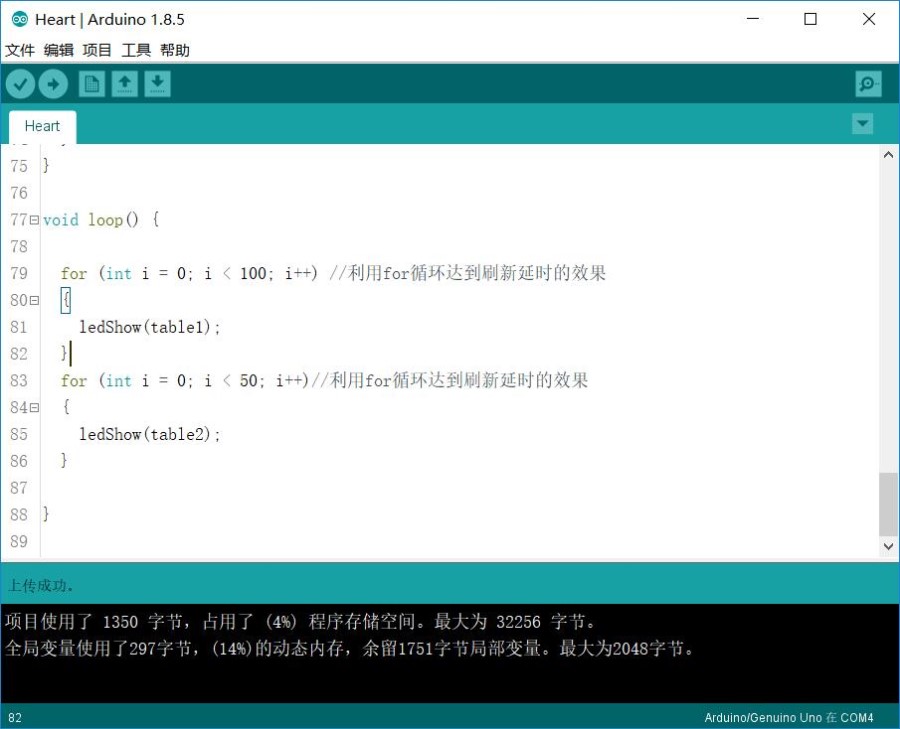 Heart | Arduino 1.8.5
文件 编辑 项目 工具 帮助
Heart
75 }
76
77 void loop() {
78
79 for (int i = 0; i < 100; i++) //利用for循环达到刷新延时的效果
80 {
81 ledShow(table1);
82 }
83 for (int i = 0; i < 50; i++)//利用for循环达到刷新延时的效果
84 {
85 ledShow(table2);
86 }
87
88 }
89
上传成功。
项目使用了 1350 字节，占用了 (4%) 程序存储空间。最大为 32256 字节。
全局变量使用了297字节，(14%)的动态内存，余留1751字节局部变量。最大为2048字节。
82 Arduino/Genuino Uno 在 COM4